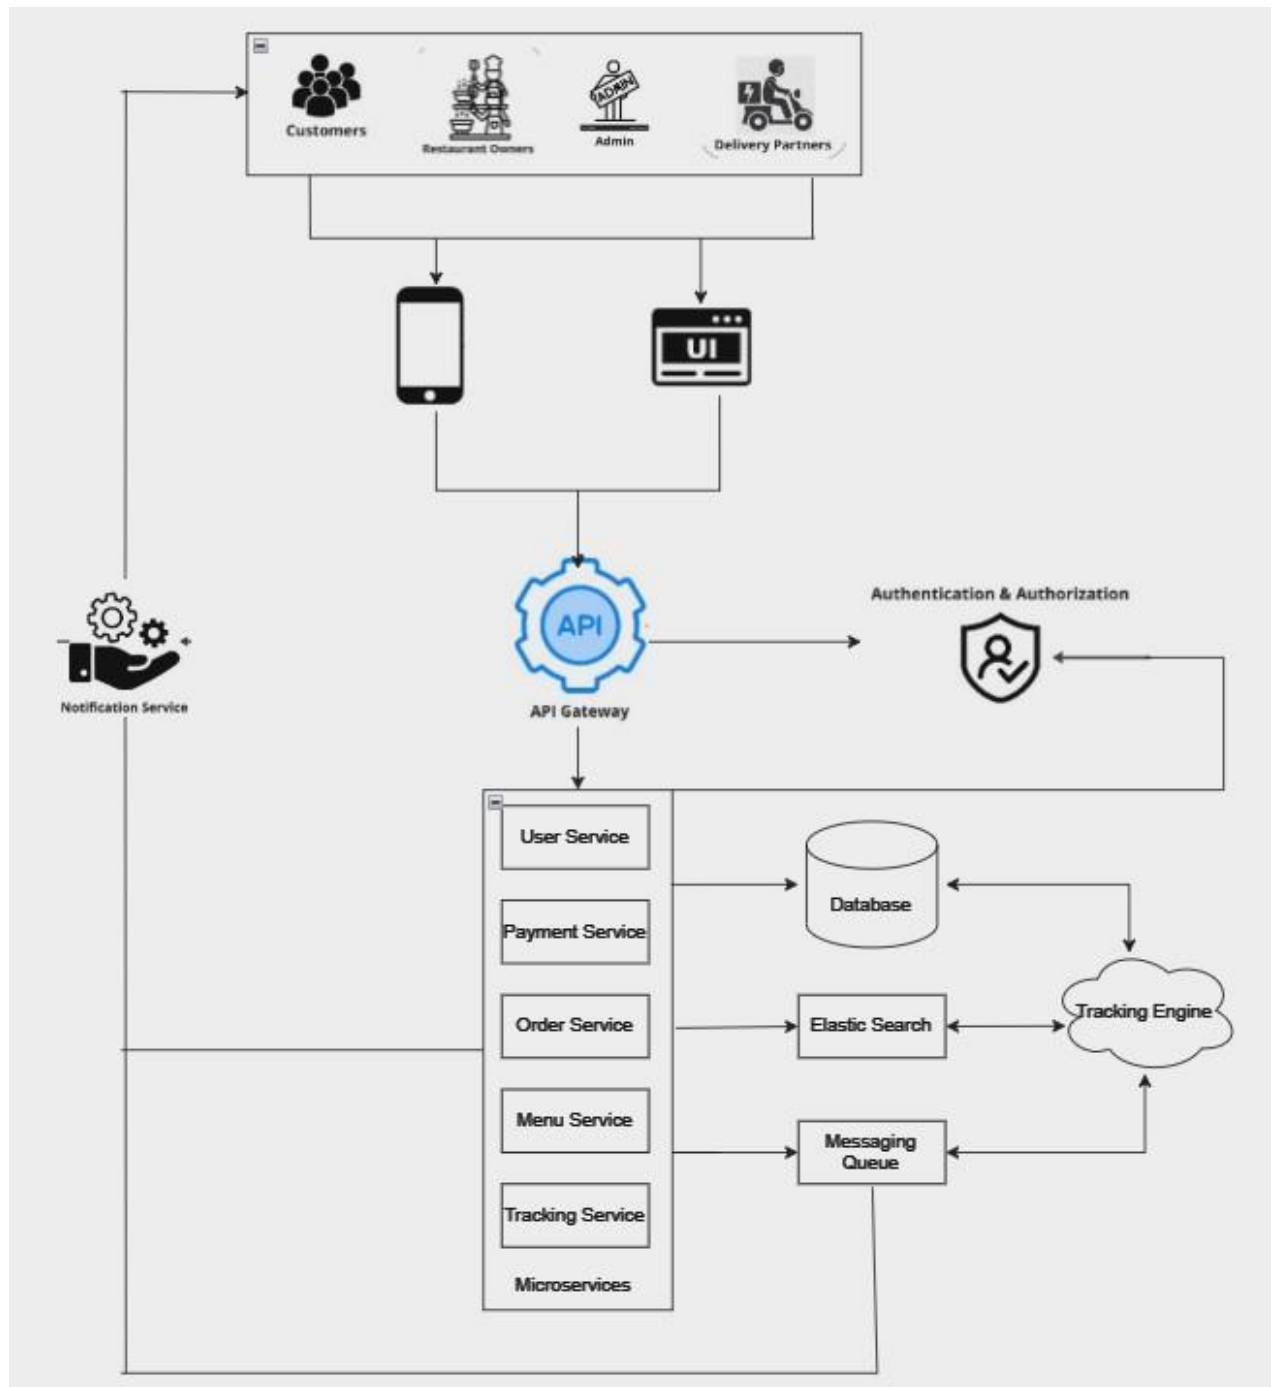 Customers
Restaurant Owners
ADMIN
Admin
Delivery Partners
UI
API
API Gateway
Authentication & Authorization
Notification Service
User Service
Payment Service
Order Service
Menu Service
Tracking Service
Microservices
Database
Elastic Search
Messaging
Queue
Tracking Engine